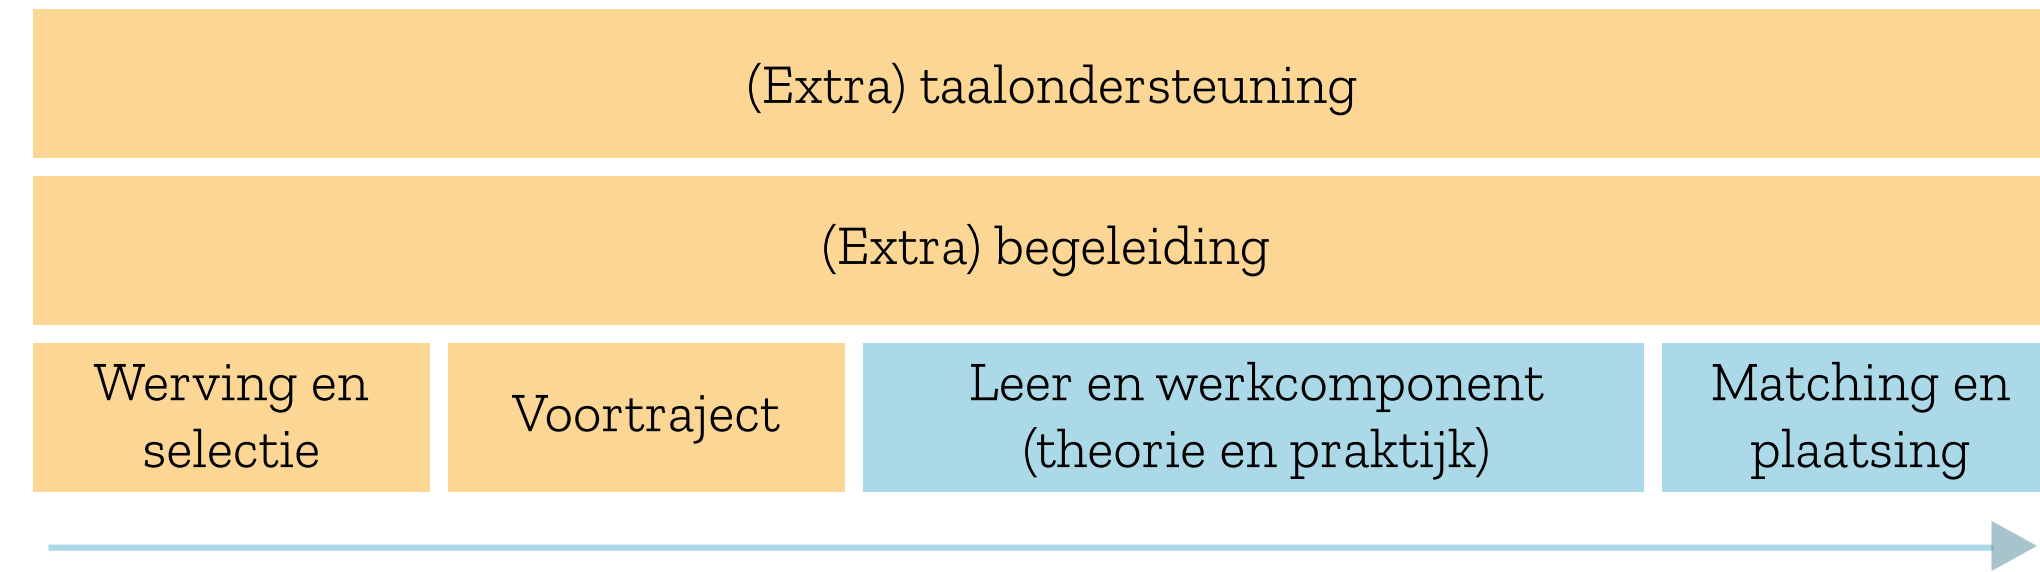 (Extra) taalondersteuning
(Extra) begeleiding
Werving en
selectie
Voortraject
Leer en werkcomponent
(theorie en praktijk)
Matching en
plaatsing